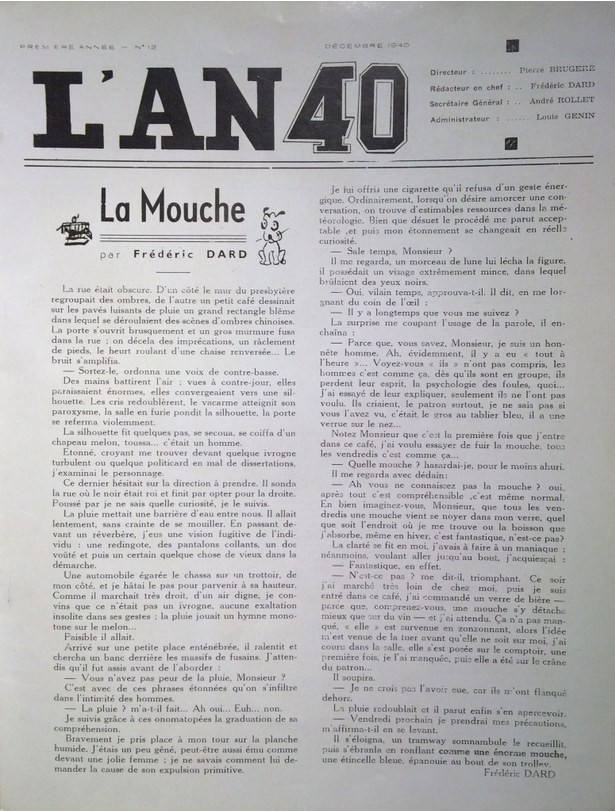 PREMIÈRE ANNÉE — N° 12
DÉCEMBRE 1940
L'AN 40
Directeur : ........ Pierre BRUGERE
Rédacteur en chef : .. Frédéric DARD
Secrétaire Général : .. André ROLLET
Administrateur : ...... Louis GENIN
La Mouche
par Frédéric DARD
La rue était obscure. D'un côté le mur du presbytère
regroupait des ombres, de l'autre un petit café dessinait
sur les pavés luisants de pluie un grand rectangle blême
dans lequel se déroulaient des scènes d'ombres chinoises.
La porte s'ouvrit brusquement et un gros murmure fusa
dans la rue ; on décela des imprécations, un râclement
de pieds, le heurt roulant d'une chaise renversée... Le
bruit s'amplifia.
— Sortez-le, ordonna une voix de contre-basse.
Des mains battirent l'air ; vues à contre-jour, elles
paraissaient énormes, elles convergeaient vers une sil-
houette. Les cris redoublèrent, le vacarme atteignit son
paroxysme, la salle en furie pondit la silhouette, la porte
se referma violemment.
La silhouette fit quelques pas, se secoua, se coiffa d'un
chapeau melon, toussa... c'était un homme.
Etonné, croyant me trouver devant quelque ivrogne
turbulent ou quelque politicard en mal de dissertations,
j'examinai le personnage.
Ce dernier hésitait sur la direction à prendre. Il sonda
la rue où le noir était roi et finit par opter pour la droite.
Poussé par je ne sais quelle curiosité, je le suivis.
La pluie mettait une barrière d'eau entre nous. Il allait
lentement, sans crainte de se mouiller. En passant de-
vant un réverbère, j'eus une vision fugitive de l'indi-
vidu : une redingote, des pantalons collants, un dos
voûté et puis un certain quelque chose de vieux dans la
démarche.
Une automobile égarée le chassa sur un trottoir, de
mon côté, et je hâtai le pas pour parvenir à sa hauteur.
Comme il marchait très droit, d'un air digne, je con-
vins que ce n'était pas un ivrogne, aucune exaltation
insolite dans ses gestes ; la pluie jouait un hymne mono-
tone sur le melon...
Paisible il allait.
Arrivé sur une petite place enténébrée, il ralentit et
chercha un banc derrière les massifs de fusains. J'atten-
dis qu'il fut assis avant de l'aborder :
— Vous n'avez pas peur de la pluie, Monsieur ?
C'est avec de ces phrases étonnées qu'on s'infiltre
dans l'intimité des hommes.
— La pluie ? m'a-t-il fait... Ah oui... Euh... non.
Je suivis grâce à ces onomatopées la graduation de sa
compréhension.
Bravement je pris place à mon tour sur la planche
humide. J'étais un peu gêné, peut-être aussi ému comme
devant une jolie femme ; je ne savais comment lui de-
mander la cause de son expulsion primitive.
Je lui offris une cigarette qu'il refusa d'un geste éner-
gique. Ordinairement, lorsqu'on désire amorcer une con-
versation, on trouve d'estimables ressources dans la mé-
téorologie. Bien que désuet le procédé me parut accep-
table ,et puis mon étonnement se changeait en réelle
curiosité.
— Sale temps, Monsieur ?
Il me regarda, un morceau de lune lui lécha la figure,
il possédait un visage extrêmement mince, dans lequel
brûlaient des yeux noirs.
— Oui, vilain temps, approuva-t-il. Il dit, en me lor-
gnant du coin de l'œil :
— Il y a longtemps que vous me suivez ?
La surprise me coupant l'usage de la parole, il en-
chaîna :
— Parce que, vous savez, Monsieur, je suis un hon-
nête homme. Ah, évidemment, il y a eu « tout à
l'heure »... Voyez-vous « ils » n'ont pas compris, les
hommes c'est comme ça, dès qu'ils sont en groupe, ils
perdent leur esprit, la psychologie des foules, quoi...
J'ai essayé de leur expliquer, seulement ils ne l'ont pas
voulu. Ils criaient, le patron surtout, je ne sais pas si
vous l'avez vu, c'était le gros au tablier bleu, il a une
verrue sur le nez...
Notez Monsieur que c'est la première fois que j'entre
dans ce café, j'ai voulu essayer de fuir la mouche, tous
les vendredis c'est comme ça...
— Quelle mouche ? hasardai-je, pour le moins ahuri.
Il me regarda avec dédain:
— Ah vous ne connaissez pas la mouche ? oui,
après tout c'est compréhensible ,c'est même normal.
En bien imaginez-vous, Monsieur, que tous les ven-
dredis une mouche vient se noyer dans mon verre, quel
que soit l'endroit où je me trouve ou la boisson que
j'absorbe, même en hiver, c'est fantastique, n'est-ce pas?
La clarté se fit en moi, j'avais à faire à un maniaque ;
néanmoins, voulant aller jusqu'au bout, j'acquiesçai :
— Fantastique, en effet.
— N'est-ce pas ? me dit-il, triomphant. Ce soir
j'ai marché très loin de chez moi, puis je suis
entré dans ce café, j'ai commandé un verre de bière —
parce que, comprenez-vous, une mouche s'y détache
mieux que sur du vin — et j'ai attendu. Ça n'a pas man-
qué, « elle » est survenue en zonzonnant, alors l'idée
m'est venue de la tuer avant qu'elle ne soit sur moi, j'ai
couru dans la salle, elle s'est posée sur le comptoir, une
première fois, je l'ai manquée, puis elle a été sur le crâne
du patron...
Il soupira.
— Je ne crois pas l'avoir eue, car ils m'ont flanqué
dehors.
La pluie redoublait et il parut enfin s'en apercevoir.
— Vendredi prochain je prendrai mes précautions,
m'affirma-t-il en se levant.
Il s'éloigna, un tramway somnambule le recueillit,
puis s'ébranla en ronflant comme une énorme mouche,
une étincelle bleue, épanouie au bout de son trolley.
Frédéric DARD